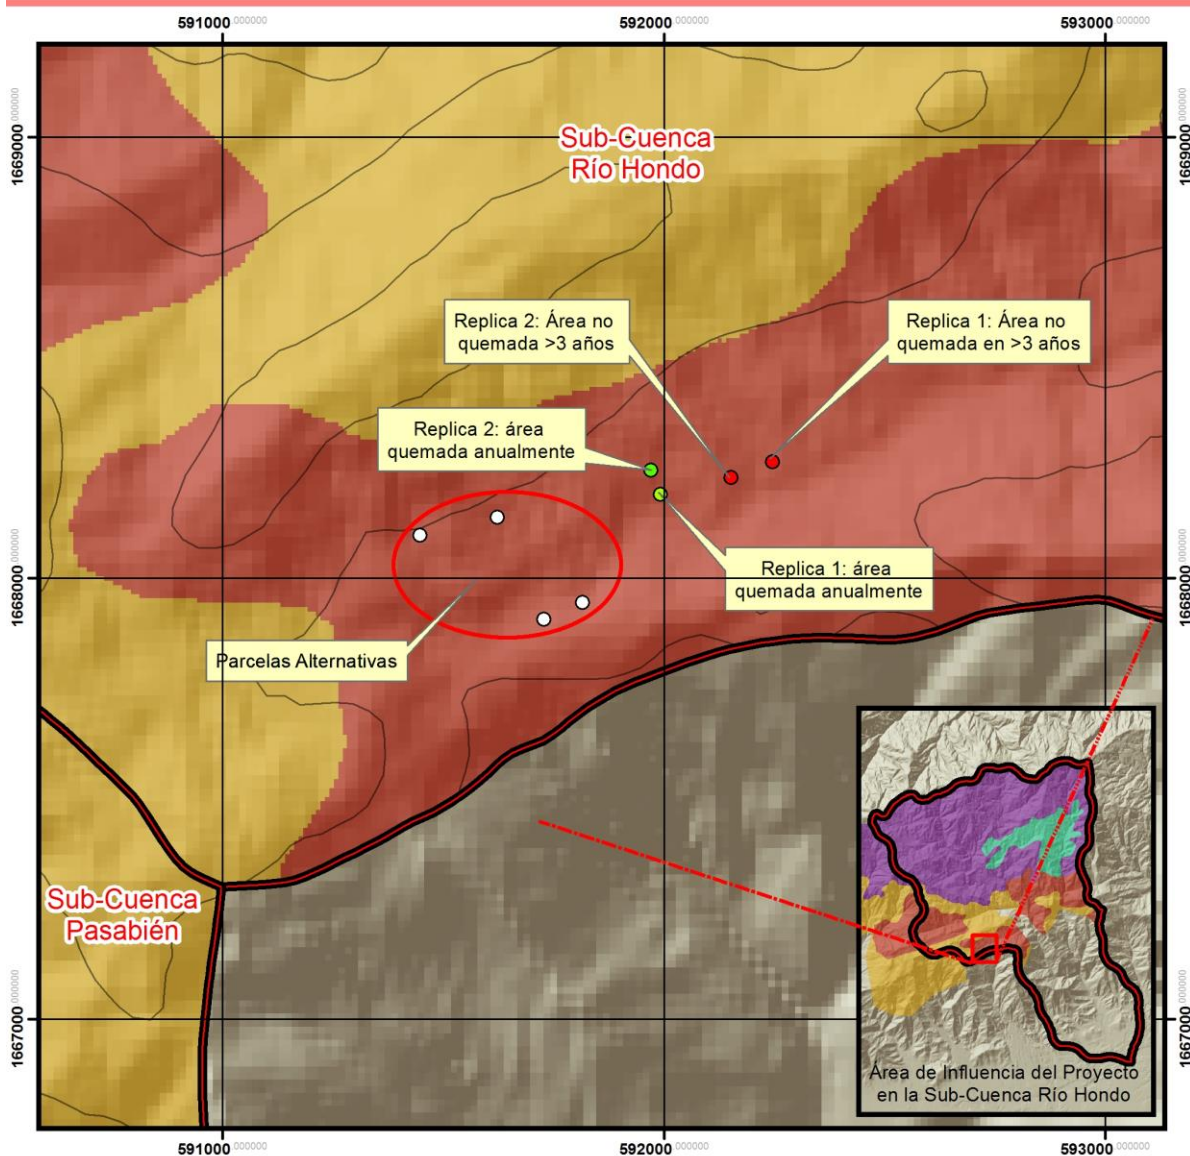 591000.000000
592000.000000
593000.000000
1669000.000000
1669000.000000
Sub-Cuenca
Río Hondo
Replica 2: Área no
quemada >3 años
Replica 1: Área no
quemada en >3 años
Replica 2: área
quemada anualmente
Replica 1: área
quemada anualmente
1668000.000000
1668000.000000
Parcelas Alternativas
Sub-Cuenca
Pasabién
1667000.000000
1667000.000000
Área de Influencia del Proyecto
en la Sub-Cuenca Río Hondo
591000.000000
592000.000000
593000.000000